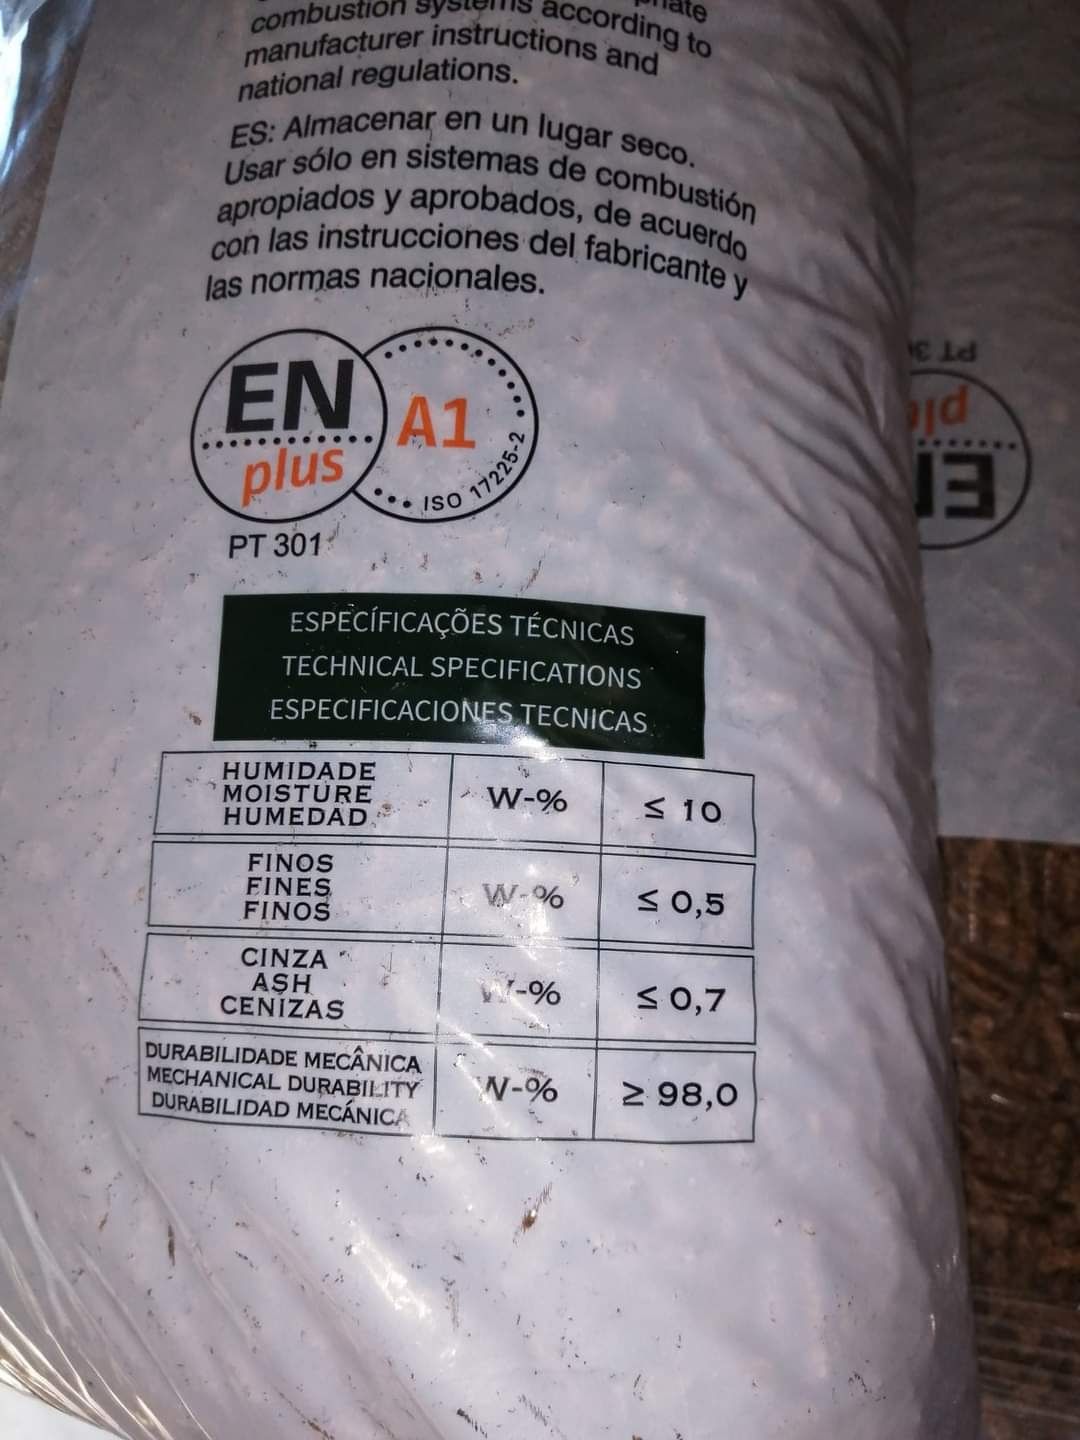 combustion systems according to
manufacturer instructions and
national regulations.
ES: Almacenar en un lugar seco.
Usar sólo en sistemas de combustión
apropiados y aprobados, de acuerdo
con las instrucciones del fabricante y
las normas nacionales.
EN
plus
A1
ISO 17225-2
PT 301
PT
EN
ESPECÍFICAÇÕES TÉCNICAS
TECHNICAL SPECIFICATIONS
ESPECIFICACIONES TECNICAS
HUMIDADE
MOISTURE
HUMEDAD
W-%
≤ 10
FINOS
FINES
FINOS
W-%
≤ 0,5
CINZA
ASH
CENIZAS
W-%
≤ 0,7
DURABILIDADE MECÂNICA
MECHANICAL DURABILITY
DURABILIDAD MECÁNICA
W-%
≥ 98,0